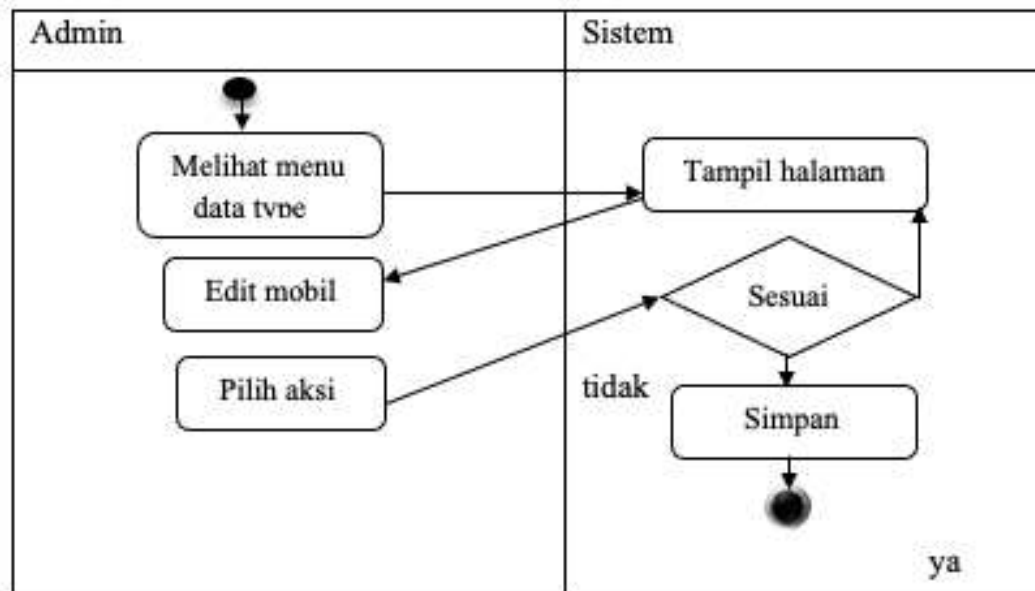 Admin
Sistem
Melihat menu
data type
Tampil halaman
Edit mobil
Sesuai
Pilih aksi
tidak
Simpan
ya